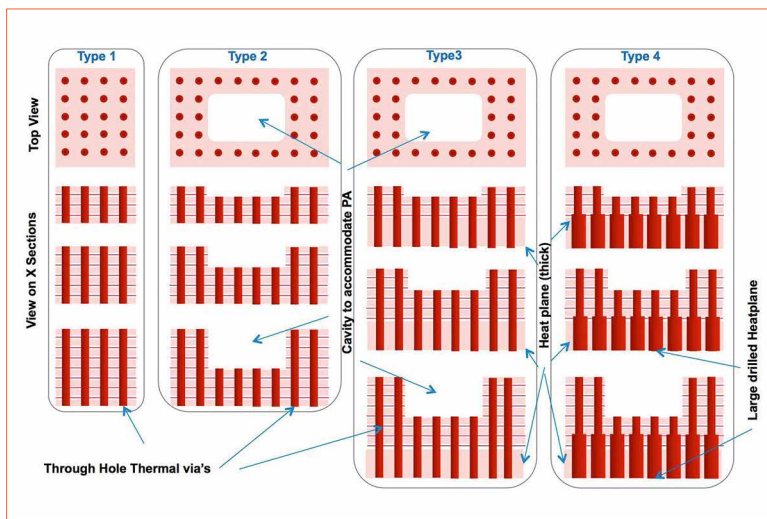 Type 1
Type 2
Type3
Type 4
Top View
View on X Sections
Cavity to accommodate PA
Heat plane (thick)
Large drilled Heatplane
Through Hole Thermal via's